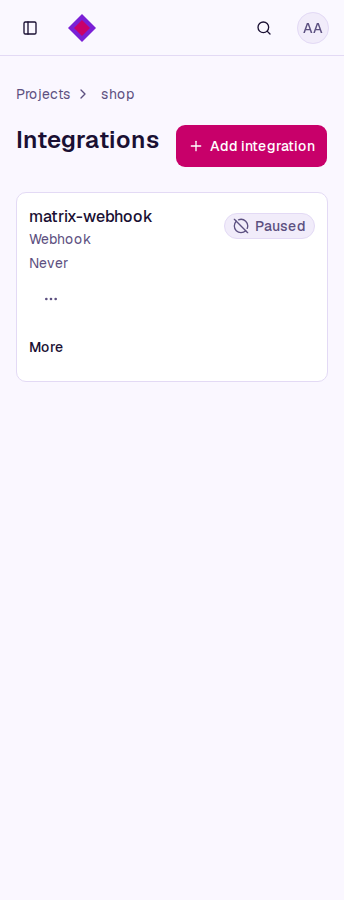 AA
Projects > shop
Integrations
+ Add integration
matrix-webhook
Paused
Webhook
Never
...
More